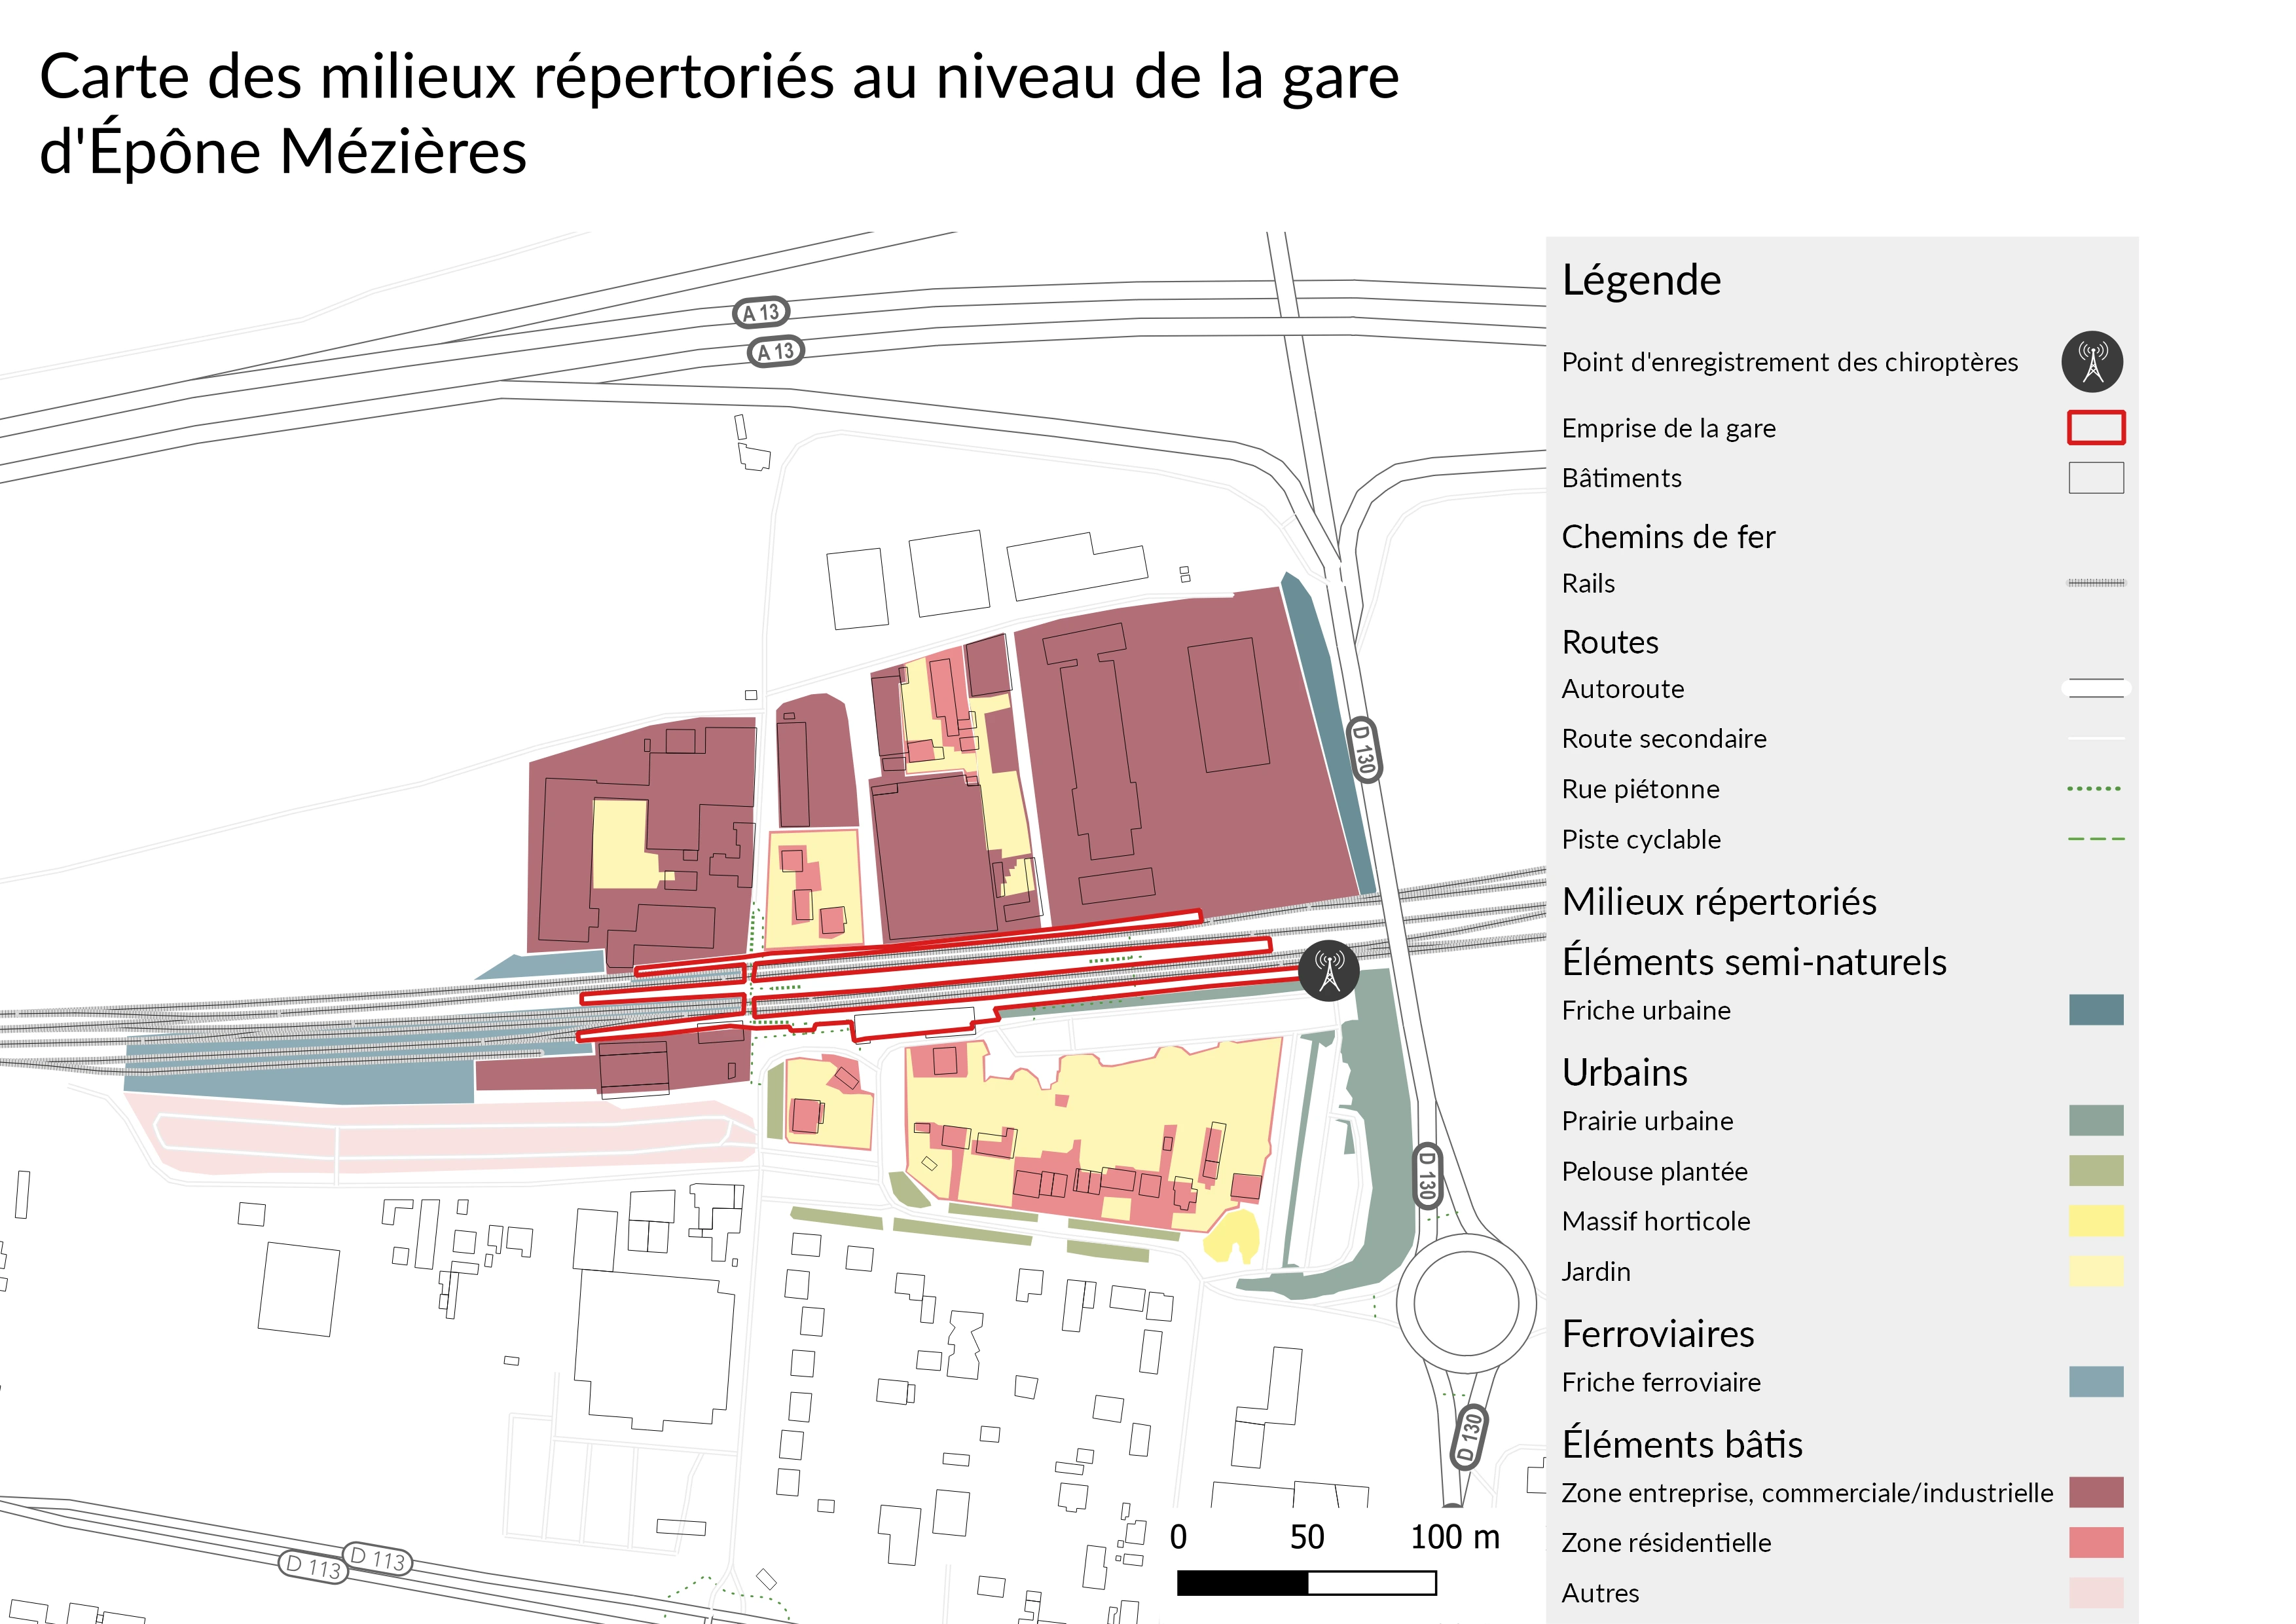 Carte des milieux répertoriés au niveau de la gare
d'Épône Mézières
A 13
A 13
D 130
D 130
D 130
D 113
D 113
0 50 100 m
Légende
Point d'enregistrement des chiroptères
Emprise de la gare
Bâtiments
Chemins de fer
Rails
Routes
Autoroute
Route secondaire
Rue piétonne
Piste cyclable
Milieux répertoriés
Éléments semi-naturels
Friche urbaine
Urbains
Prairie urbaine
Pelouse plantée
Massif horticole
Jardin
Ferroviaires
Friche ferroviaire
Éléments bâtis
Zone entreprise, commerciale/industrielle
Zone résidentielle
Autres